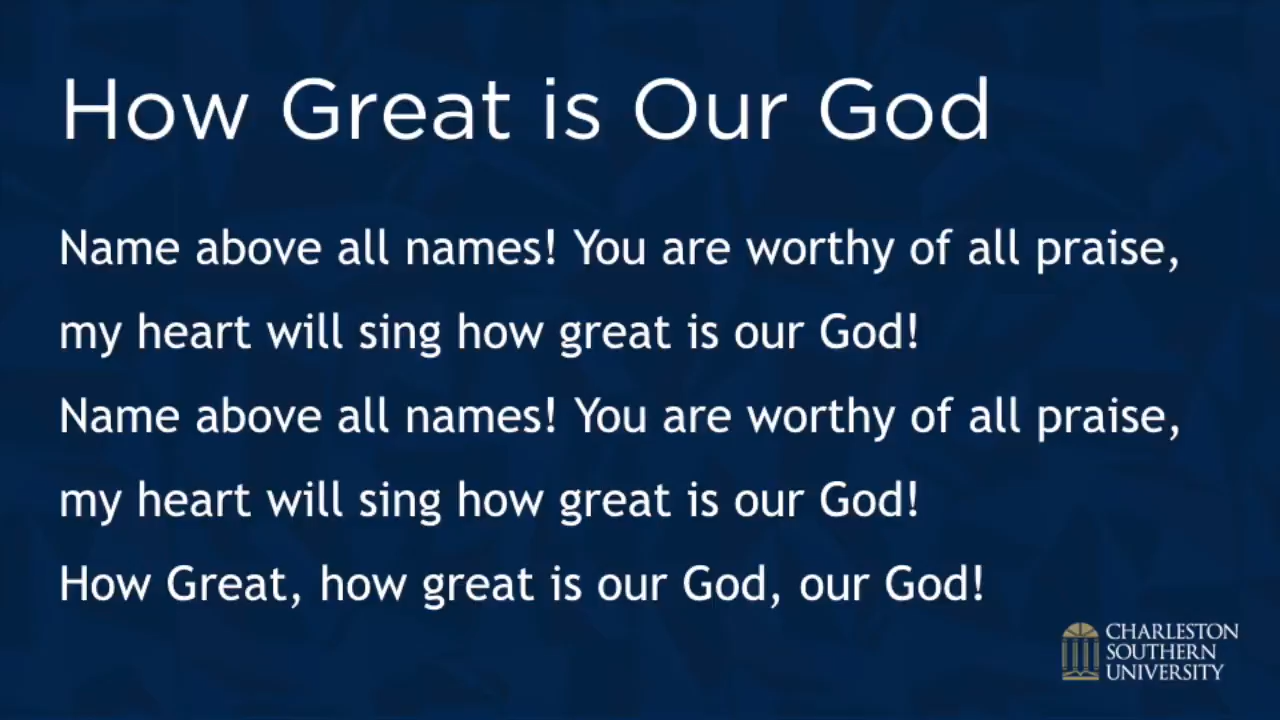 How Great is Our God
Name above all names! You are worthy of all praise,
my heart will sing how great is our God!
Name above all names! You are worthy of all praise,
my heart will sing how great is our God!
How Great, how great is our God, our God!
CHARLESTON
SOUTHERN
UNIVERSITY